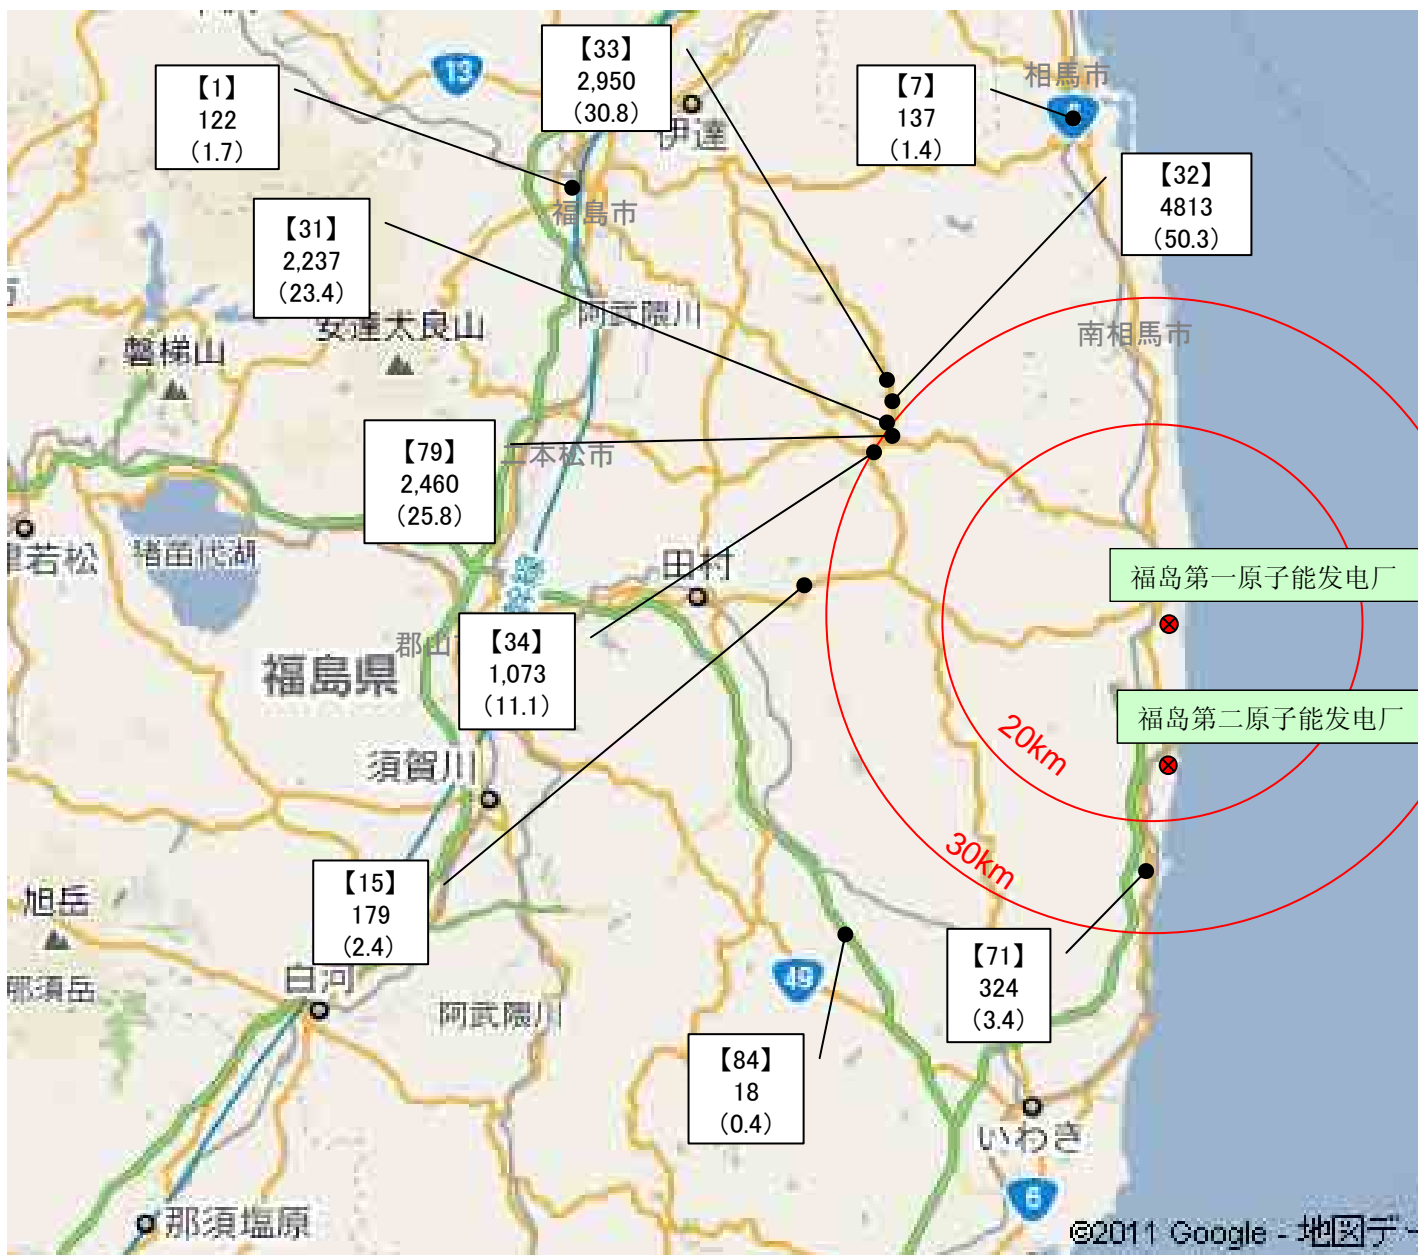 13
【33】
2,950
（30.8）
伊達
【1】
122
（1.7）
【7】
137
（1.4）
相馬市
【32】
4813
（50.3）
福島市
【31】
2,237
（23.4）
阿武隈川
安達太良山
磐梯山
南相馬市
【79】
2,460
（25.8）
二本松市
若松
猪苗代湖
田村
福岛第一原子能发电厂
【34】
1,073
（11.1）
郡山
福島県
福岛第二原子能发电厂
20km
須賀川
30km
【15】
179
（2.4）
旭岳
那須岳
白河
阿武隈川
49
【71】
324
（3.4）
【84】
18
（0.4）
いわき
6
那須塩原
©2011 Google - 地図デー